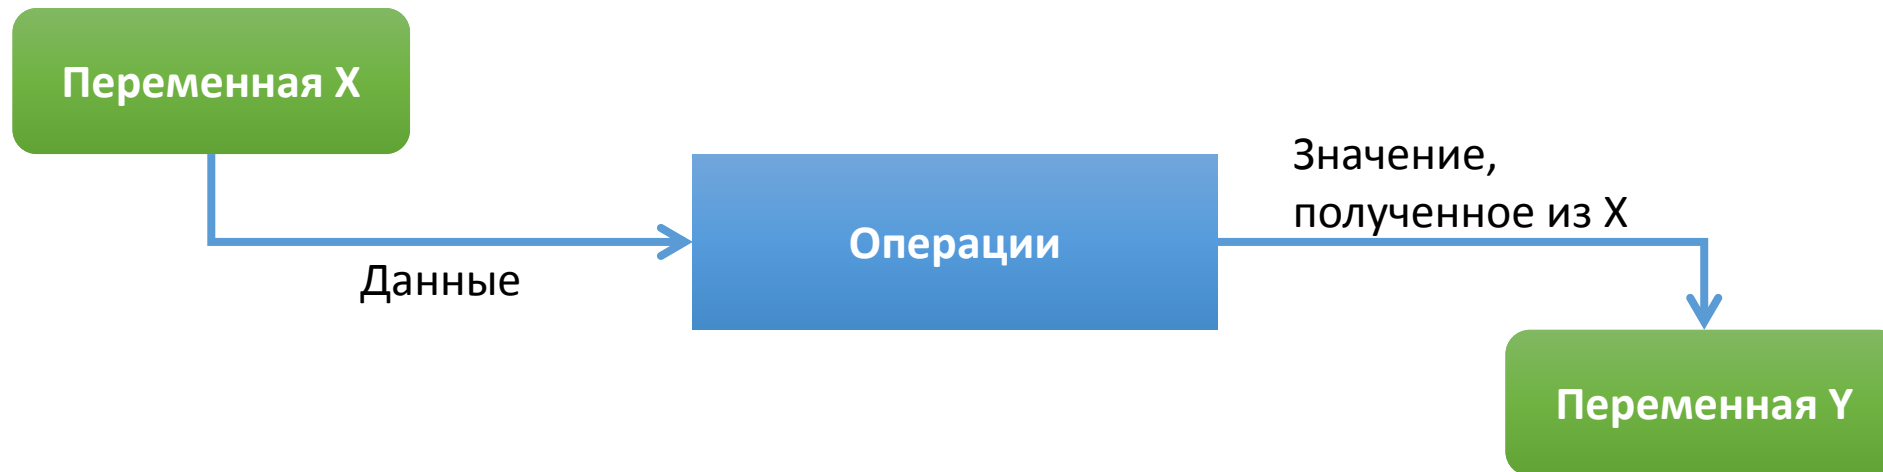 Переменная X
Значение,
полученное из X
Операции
Данные
Переменная Y